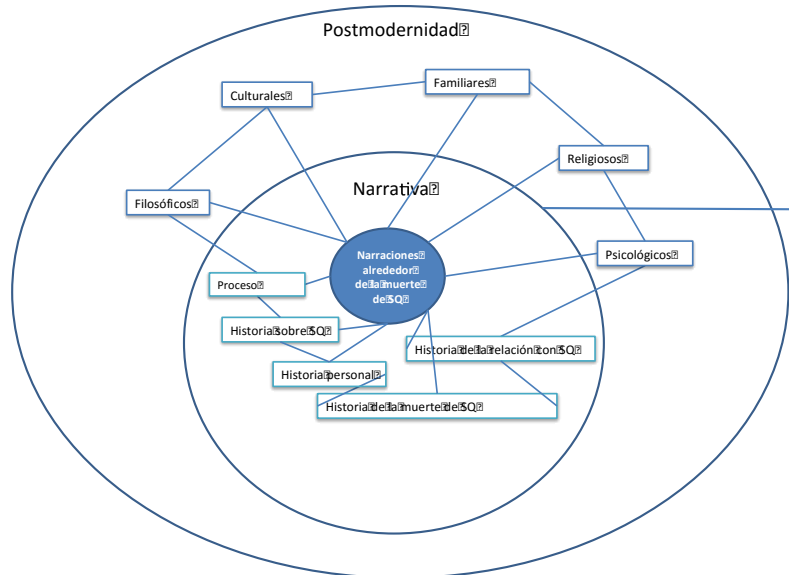 Postmodernidad
Culturales
Familiares
Religiosos
Narrativa
Filosóficos
Narraciones
alrededor
de la muerte
de SQ
Psicológicos
Proceso
Historia sobre SQ
Historia de la relación con SQ
Historia personal
Historia de la muerte de SQ